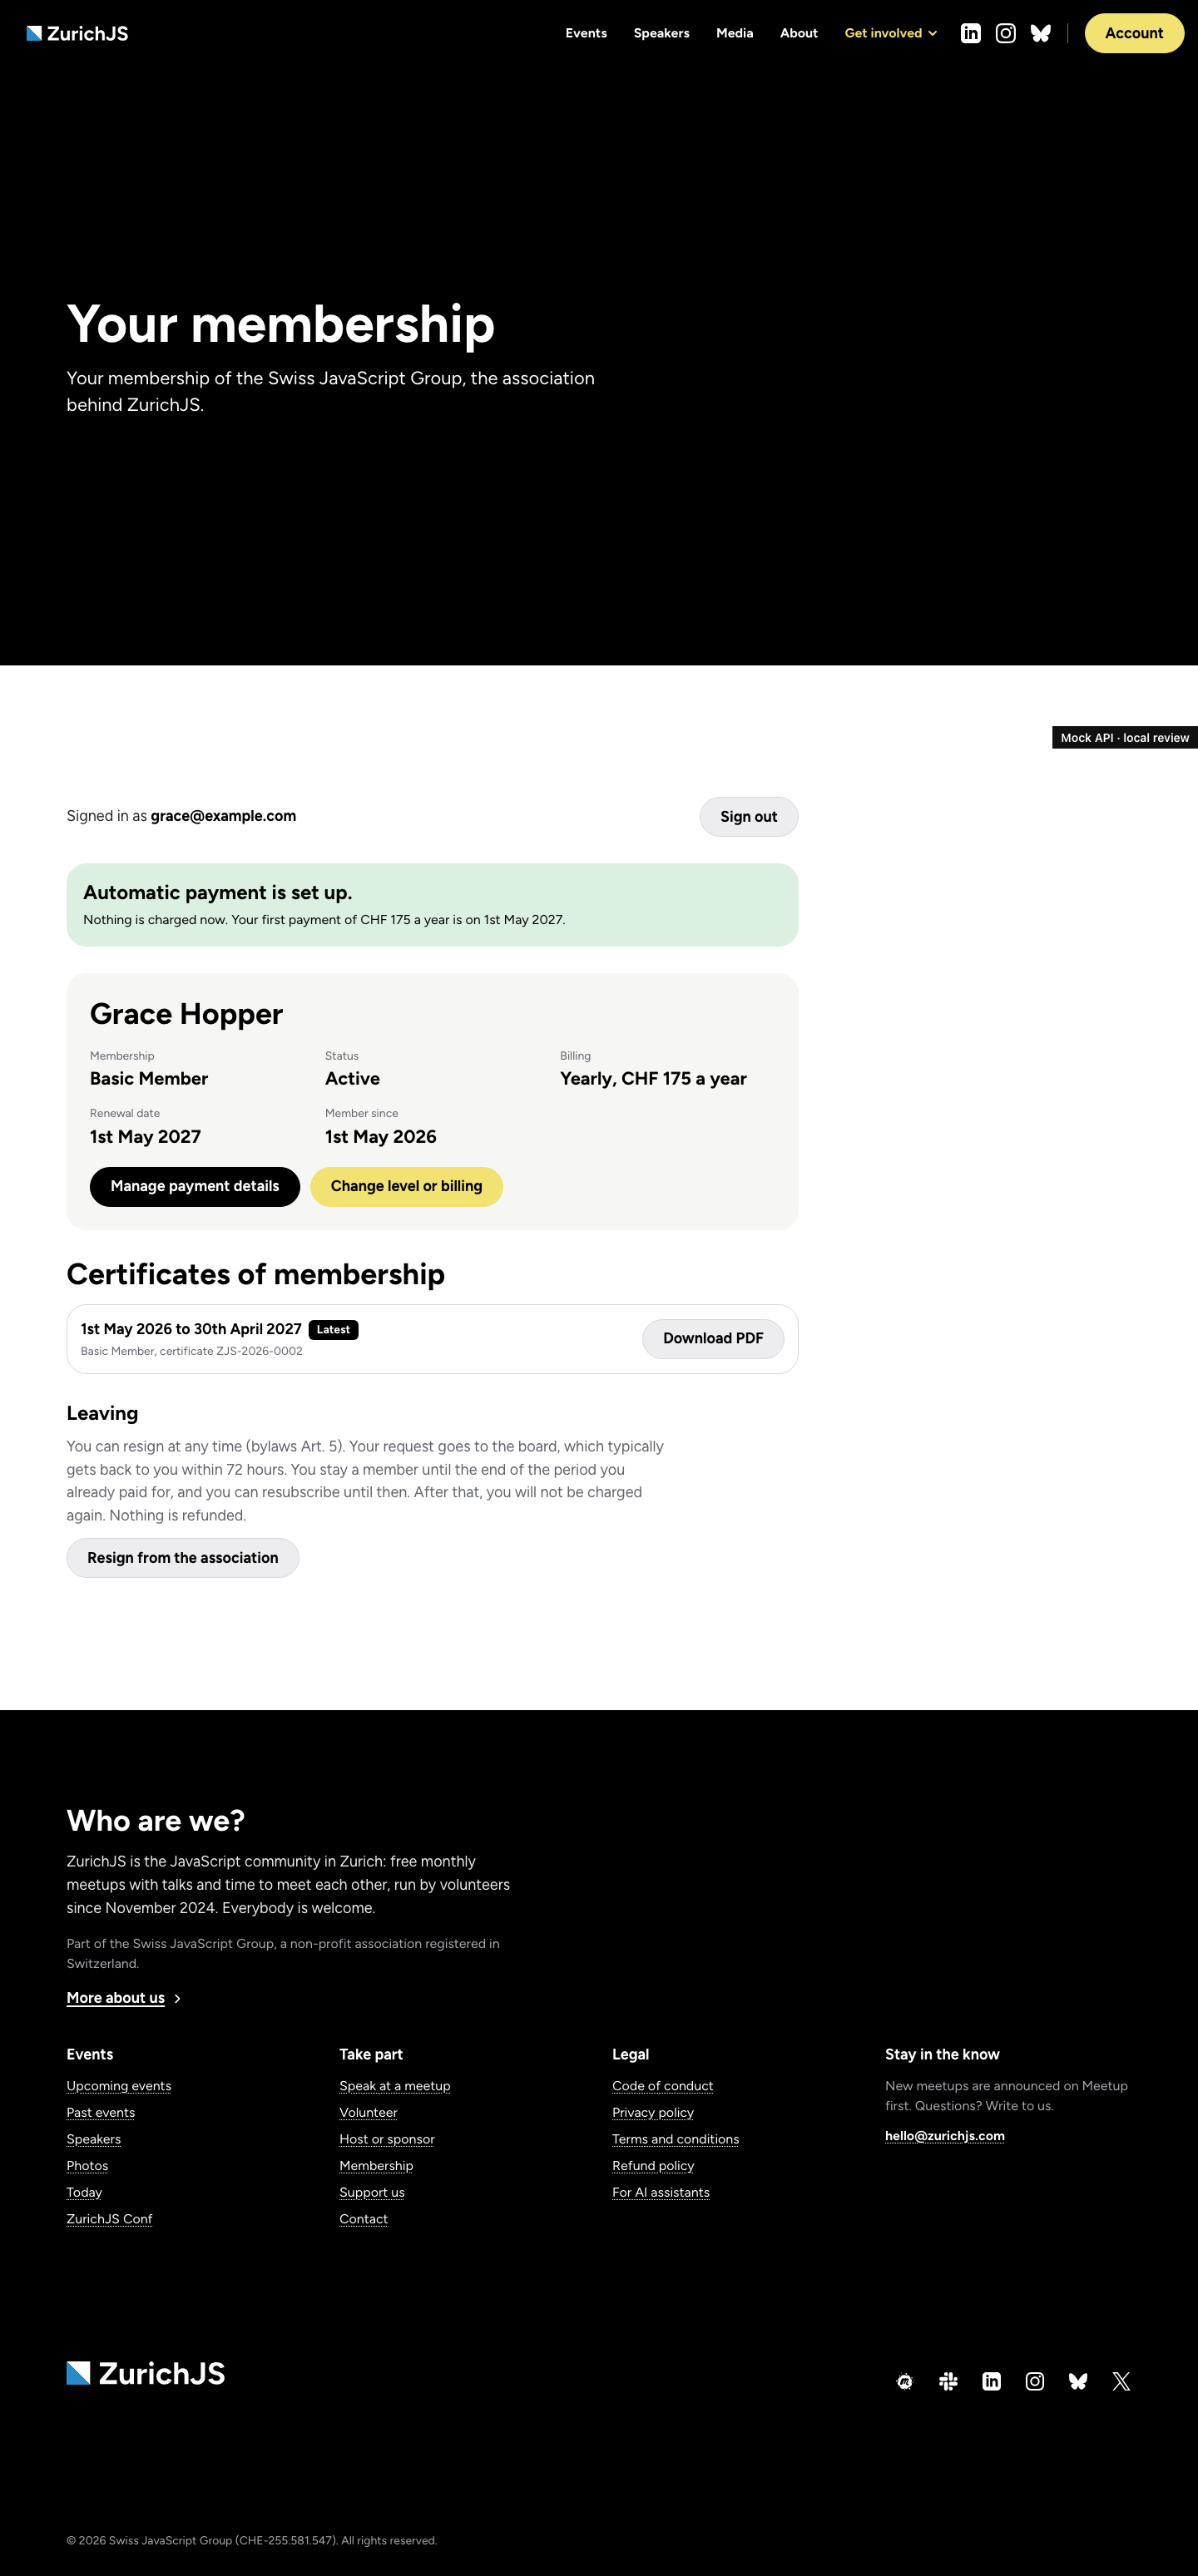 ZurichJS
Events
Speakers
Media
About
Get involved
Account
Your membership
Your membership of the Swiss JavaScript Group, the association
behind ZurichJS.
Mock API · local review
Signed in as grace@example.com
Sign out
Automatic payment is set up.
Nothing is charged now. Your first payment of CHF 175 a year is on 1st May 2027.
Grace Hopper
Membership
Basic Member
Status
Active
Billing
Yearly, CHF 175 a year
Renewal date
1st May 2027
Member since
1st May 2026
Manage payment details
Change level or billing
Certificates of membership
1st May 2026 to 30th April 2027 Latest
Basic Member, certificate ZJS-2026-0002
Download PDF
Leaving
You can resign at any time (bylaws Art. 5). Your request goes to the board, which typically
gets back to you within 72 hours. You stay a member until the end of the period you
already paid for, and you can resubscribe until then. After that, you will not be charged
again. Nothing is refunded.
Resign from the association
Who are we?
ZurichJS is the JavaScript community in Zurich: free monthly
meetups with talks and time to meet each other, run by volunteers
since November 2024. Everybody is welcome.
Part of the Swiss JavaScript Group, a non-profit association registered in
Switzerland.
More about us
Events
Upcoming events
Past events
Speakers
Photos
Today
ZurichJS Conf
Take part
Speak at a meetup
Volunteer
Host or sponsor
Membership
Support us
Contact
Legal
Code of conduct
Privacy policy
Terms and conditions
Refund policy
For AI assistants
Stay in the know
New meetups are announced on Meetup
first. Questions? Write to us.
hello@zurichjs.com
ZurichJS
© 2026 Swiss JavaScript Group (CHE-255.581.547). All rights reserved.